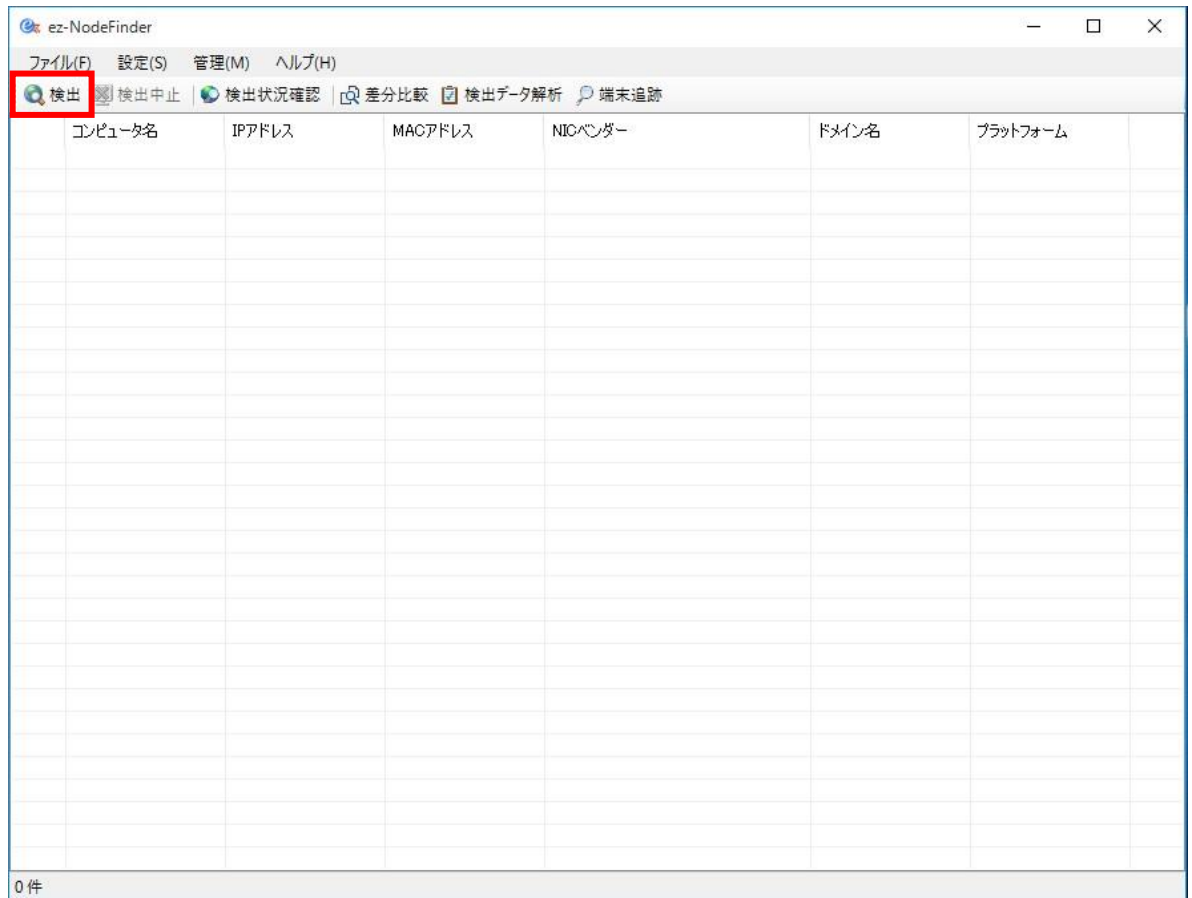 ez-NodeFinder
ファイル(F) 設定(S) 管理(M) ヘルプ(H)
検出 検出中止 検出状況確認 差分比較 検出データ解析 端末追跡
コンピュータ名 IPアドレス MACアドレス NICベンダー ドメイン名 プラットフォーム
0 件